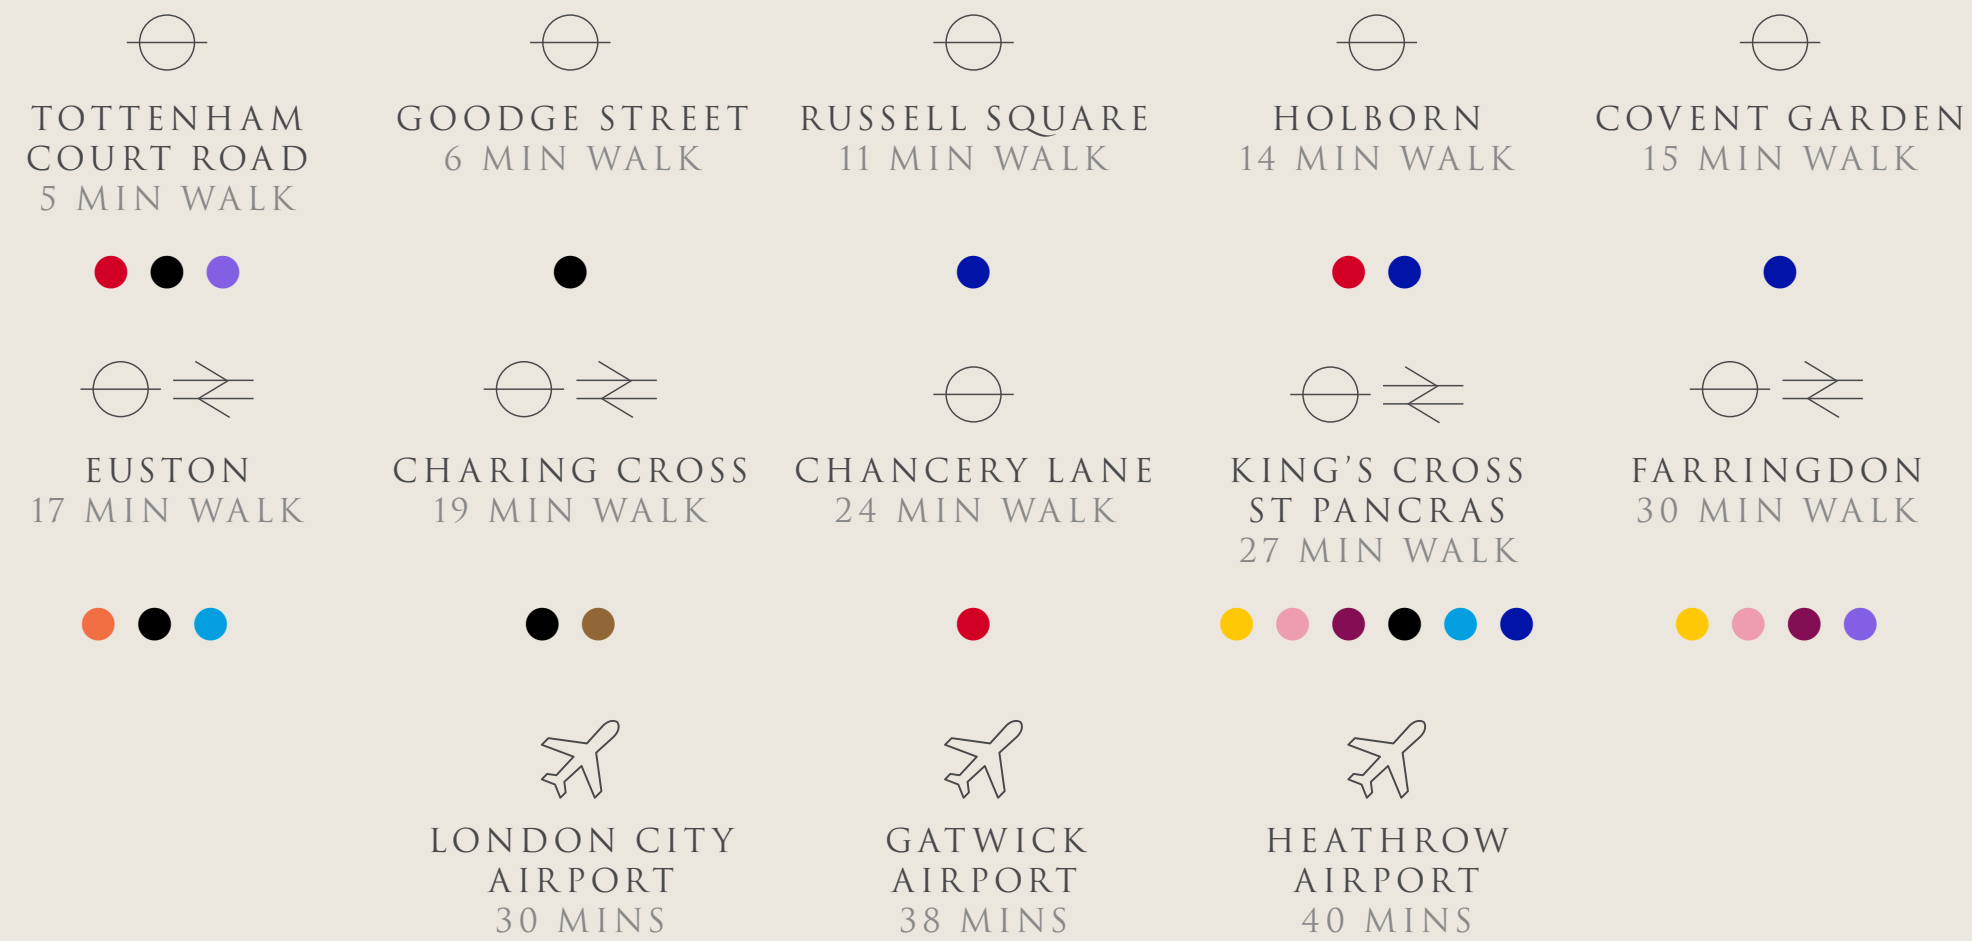 TOTTENHAM
COURT ROAD
5 MIN WALK
GOODGE STREET
6 MIN WALK
RUSSELL SQUARE
11 MIN WALK
HOLBORN
14 MIN WALK
COVENT GARDEN
15 MIN WALK
EUSTON
17 MIN WALK
CHARING CROSS
19 MIN WALK
CHANCERY LANE
24 MIN WALK
KING'S CROSS
ST PANCRAS
27 MIN WALK
FARRINGDON
30 MIN WALK
LONDON CITY
AIRPORT
30 MINS
GATWICK
AIRPORT
38 MINS
HEATHROW
AIRPORT
40 MINS